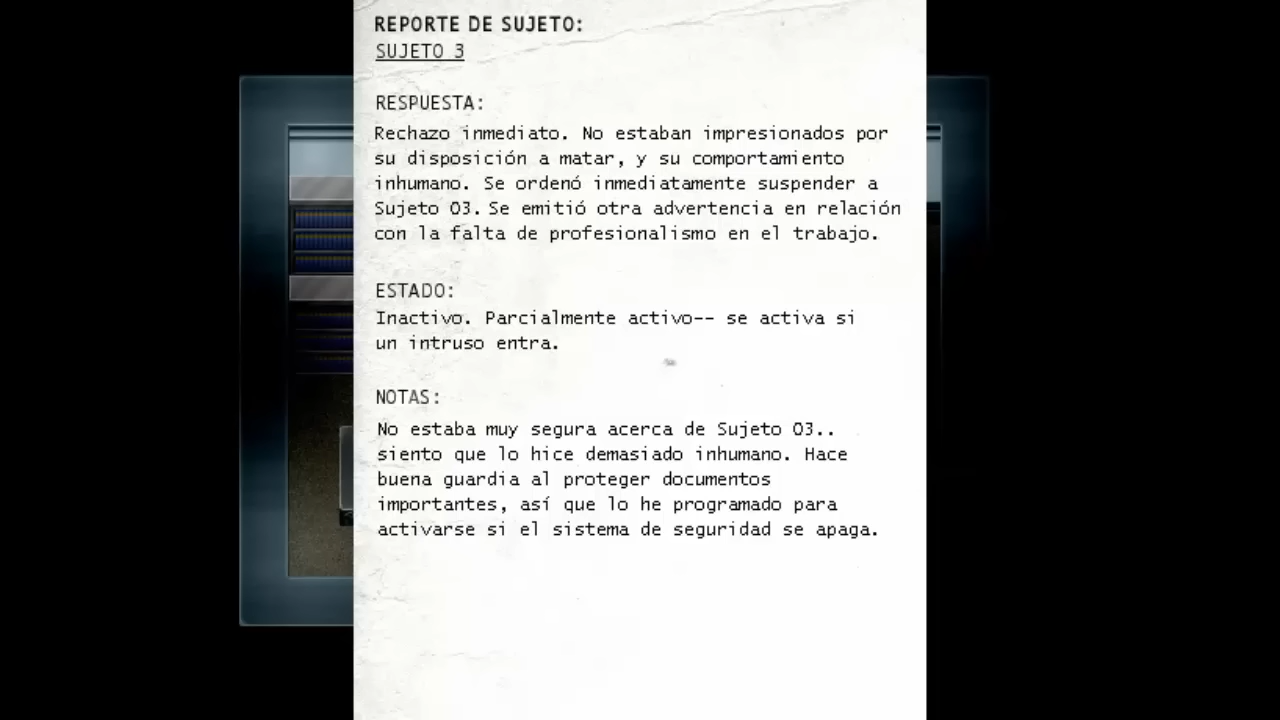 REPORTE DE SUJETO:
SUJETO 3
RESPUESTA:
Rechazo inmediato. No estaban impresionados por
su disposición a matar, y su comportamiento
inhumano. Se ordenó inmediatamente suspender a
Sujeto 03. Se emitió otra advertencia en relación
con la falta de profesionalismo en el trabajo.
ESTADO:
Inactivo. Parcialmente activo-- se activa si
un intruso entra.
NOTAS:
No estaba muy segura acerca de Sujeto 03..
siento que lo hice demasiado inhumano. Hace
buena guardia al proteger documentos
importantes, así que lo he programado para
activarse si el sistema de seguridad se apaga.